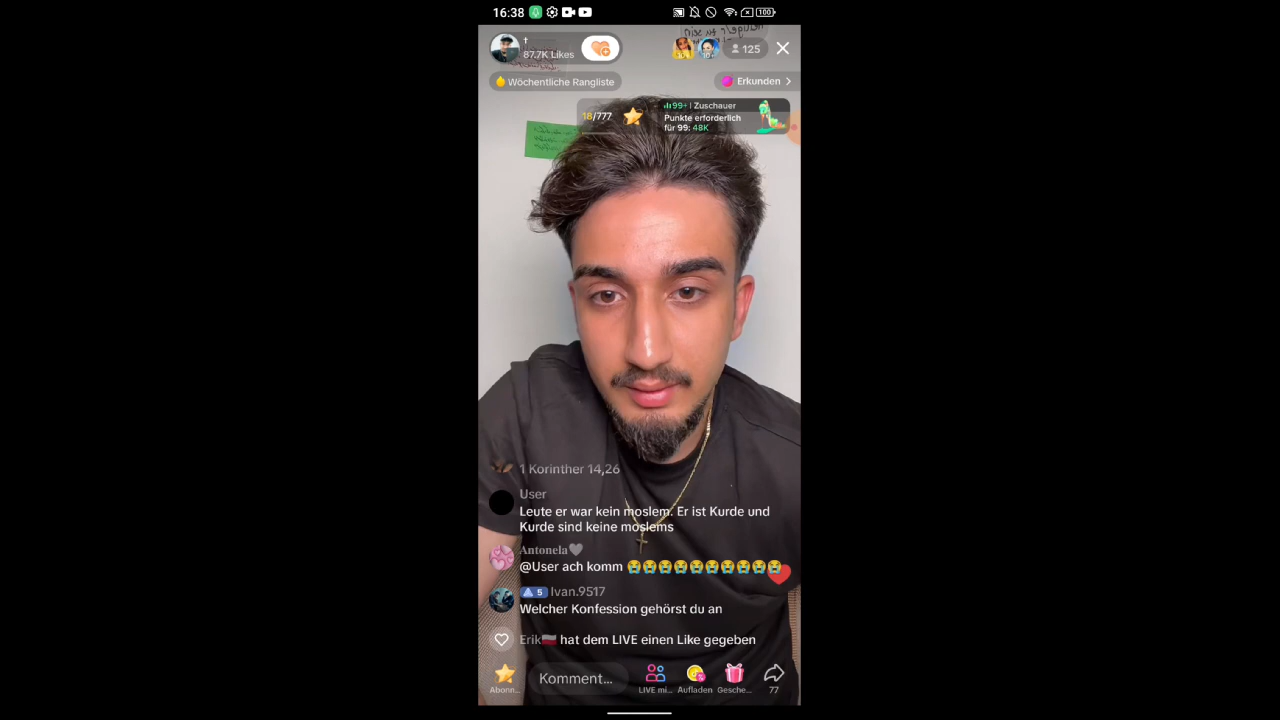 16:38
100
†
87.7K Likes
10+
10+
125
Wöchentliche Rangliste
Erkunden
18/777
99+ | Zuschauer
Punkte erforderlich
für 99: 48K
1 Korinther 14,26
User
Leute er war kein moslem. Er ist Kurde und
Kurde sind keine moslems
Antonela🩶
@User ach komm 😭😭😭😭😭😭😭😭😭😭
5 Ivan.9517
Welcher Konfession gehörst du an
Erik🇵🇱 hat dem LIVE einen Like gegeben
Komment...
Abonn...
LIVE mi...
Aufladen
Gesche...
77